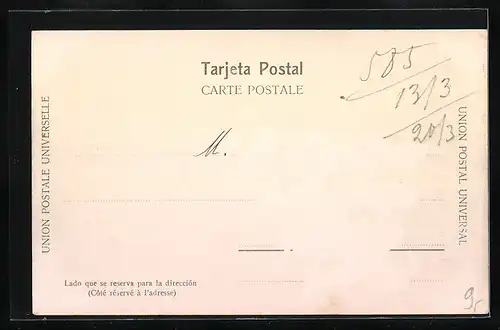 Tarjeta Postal
CARTE POSTALE
585
13/3
20/3
UNION POSTALE UNIVERSELLE
UNION POSTAL UNIVERSAL
M.
Lado que se reserva para la dirección
(Côté réservé à l'adresse)
9,-